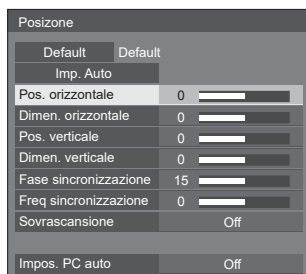 Posizone
Default Default
Imp. Auto
Pos. orizzontale 0
Dimen. orizzontale 0
Pos. verticale 0
Dimen. verticale 0
Fase sincronizzazione 15
Freq sincronizzazione 0
Sovrascansione Off
Impos. PC auto Off